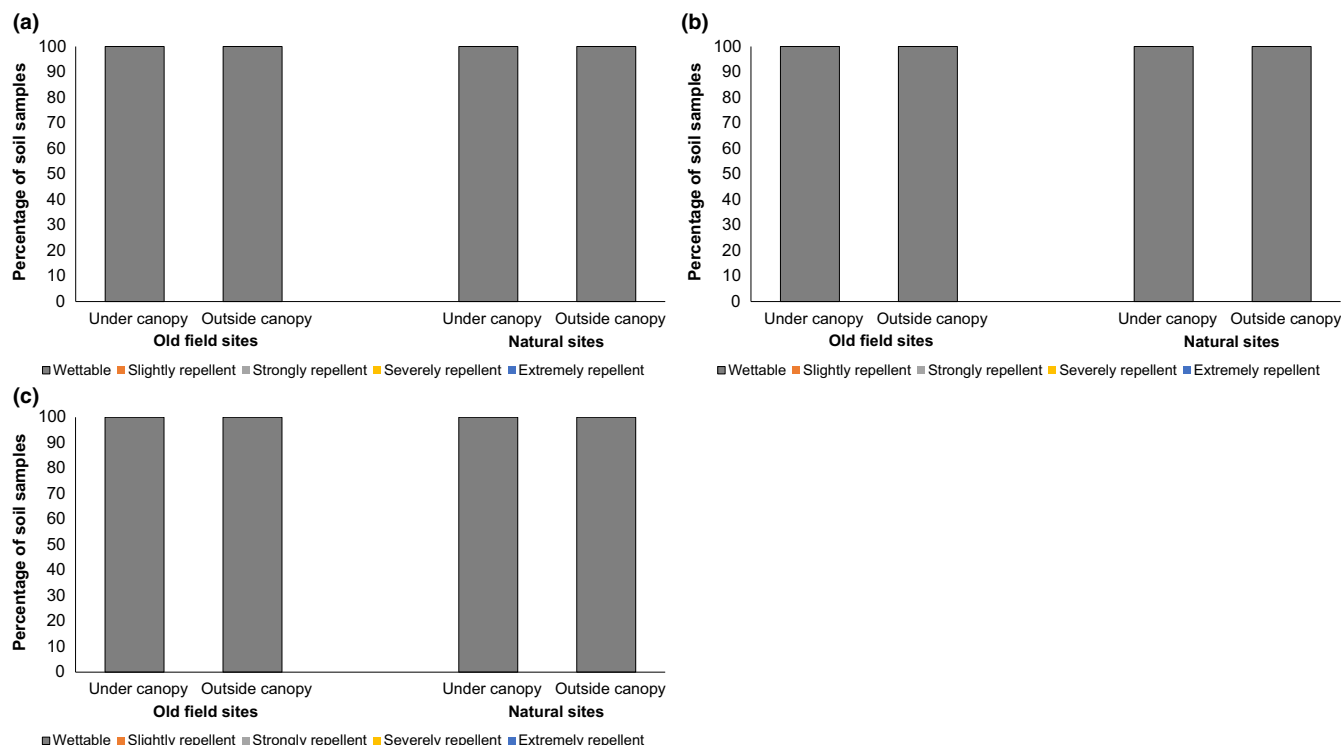 (a)
Percentage of soil samples
100
90
80
70
60
50
40
30
20
10
0
Under canopy Outside canopy Under canopy Outside canopy
Old field sites Natural sites
Wettable Slightly repellent Strongly repellent Severely repellent Extremely repellent
(b)
Percentage of soil samples
100
90
80
70
60
50
40
30
20
10
0
Under canopy Outside canopy Under canopy Outside canopy
Old field sites Natural sites
Wettable Slightly repellent Strongly repellent Severely repellent Extremely repellent
(c)
Percentage of soil samples
100
90
80
70
60
50
40
30
20
10
0
Under canopy Outside canopy Under canopy Outside canopy
Old field sites Natural sites
Wettable Slightly repellent Strongly repellent Severely repellent Extremely repellent